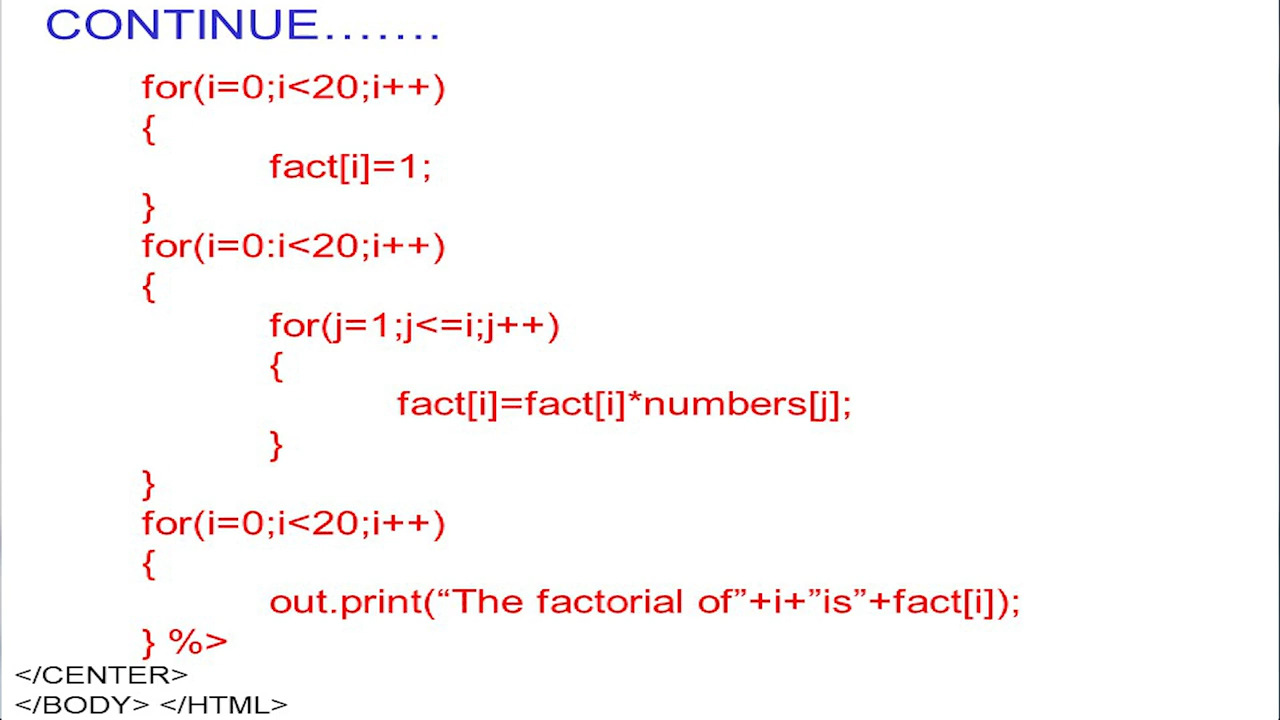 CONTINUE…….
for(i=0;i<20;i++)
{
fact[i]=1;
}
for(i=0:i<20;i++)
{
for(j=1;j<=i;j++)
{
fact[i]=fact[i]*numbers[j];
}
}
for(i=0;i<20;i++)
{
out.print(“The factorial of”+i+”is”+fact[i]);
} %>
</CENTER>
</BODY> </HTML>